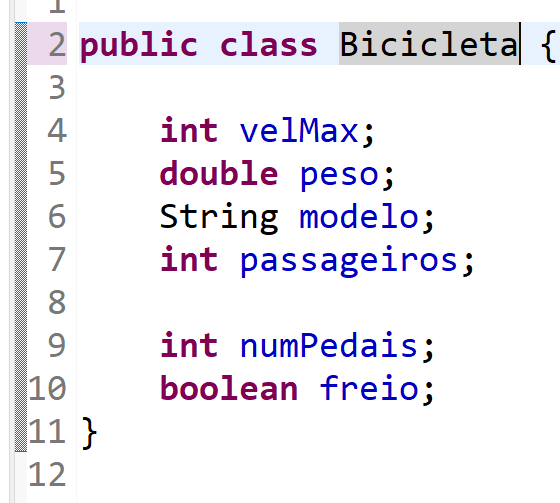 1
2 public class Bicicleta {
3
4 int velMax;
5 double peso;
6 String modelo;
7 int passageiros;
8
9 int numPedais;
10 boolean freio;
11 }
12